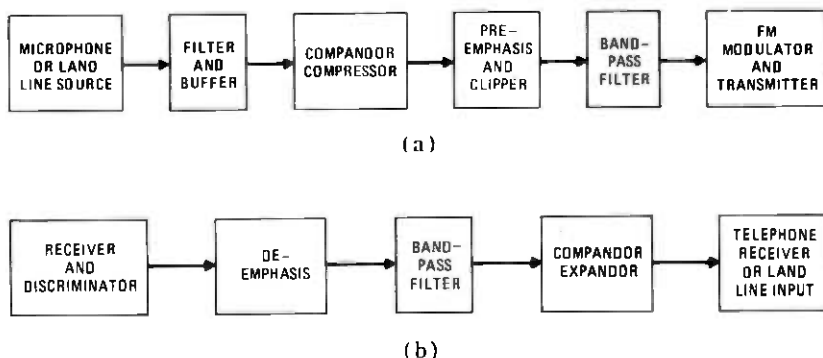 MICROPHONE
OR LAND
LINE SOURCE
FILTER
AND
BUFFER
COMPANDOR
COMPRESSOR
PRE-
EMPHASIS
AND
CLIPPER
BAND-
PASS
FILTER
FM
MODULATOR
AND
TRANSMITTER
(a)
RECEIVER
AND
DISCRIMINATOR
DE-
EMPHASIS
BAND-
PASS
FILTER
COMPANDOR
EXPANDOR
TELEPHONE
RECEIVER
OR LAND
LINE INPUT
(b)